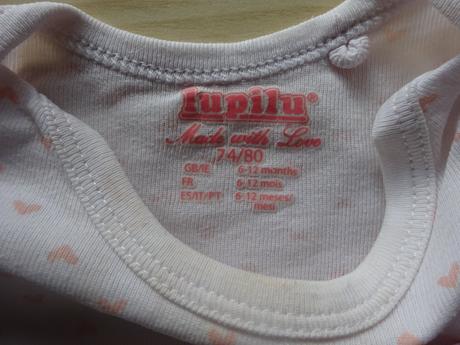 lupilu®
Made with Love
74/80
GB/IE 6-12 months
FR 6-12 mois
ES/IT/PT 6-12 meses/
mesi